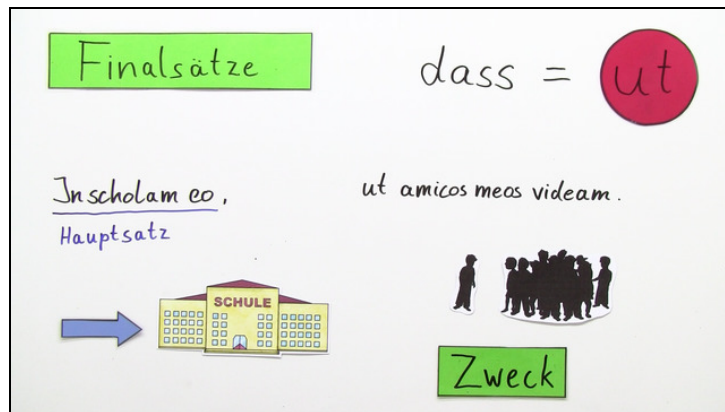 Finalsätze
dass = ut
In scholam eo, ut amicos meos videam.
Hauptsatz
SCHULE
Zweck